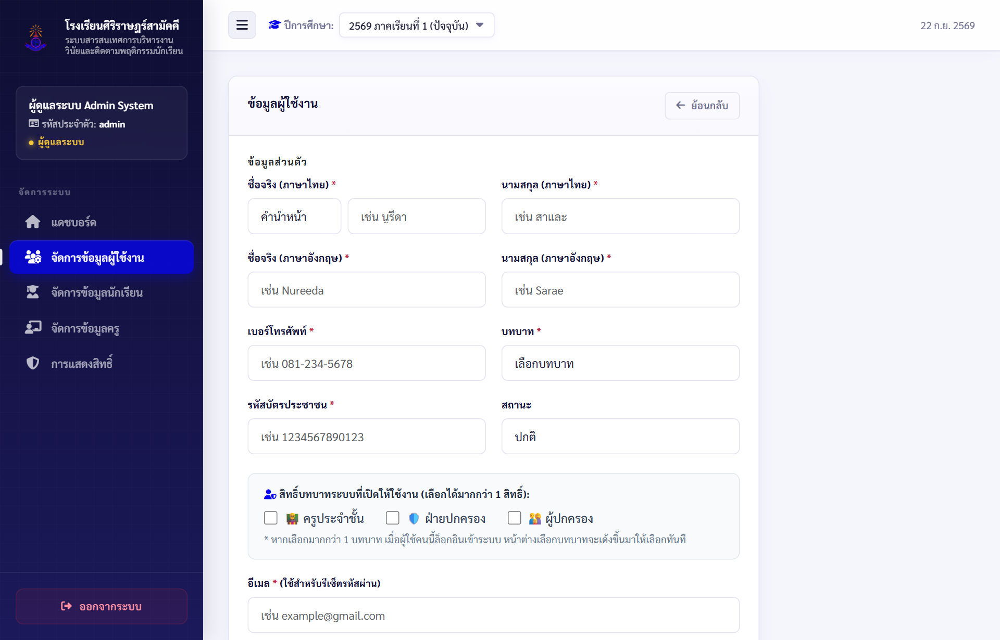 โรงเรียนศิริราษฎร์สามัคคี
ระบบสารสนเทศการบริหารงาน
วินัยและติดตามพฤติกรรมนักเรียน
ผู้ดูแลระบบ Admin System
รหัสประจำตัว: admin
ผู้ดูแลระบบ
จัดการระบบ
แดชบอร์ด
จัดการข้อมูลผู้ใช้งาน
จัดการข้อมูลนักเรียน
จัดการข้อมูลครู
การแสดงสิทธิ์
ออกจากระบบ
ปีการศึกษา: 2569 ภาคเรียนที่ 1 (ปัจจุบัน)
22 ก.ย. 2569
ข้อมูลผู้ใช้งาน
ย้อนกลับ
ข้อมูลส่วนตัว
ชื่อจริง (ภาษาไทย) * นามสกุล (ภาษาไทย) *
คำนำหน้า เช่น นูรีดา เช่น สาและ
ชื่อจริง (ภาษาอังกฤษ) * นามสกุล (ภาษาอังกฤษ) *
เช่น Nureeda เช่น Sarae
เบอร์โทรศัพท์ * บทบาท *
เช่น 081-234-5678 เลือกบทบาท
รหัสบัตรประชาชน * สถานะ
เช่น 1234567890123 ปกติ
สิทธิ์บทบาทระบบที่เปิดให้ใช้งาน (เลือกได้มากกว่า 1 สิทธิ์):
ครูประจำชั้น ฝ่ายปกครอง ผู้ปกครอง
* หากเลือกมากกว่า 1 บทบาท เมื่อผู้ใช้คนนี้ล็อกอินเข้าระบบ หน้าต่างเลือกบทบาทจะเด้งขึ้นมาให้เลือกทันที
อีเมล * (ใช้สำหรับรีเซ็ตรหัสผ่าน)
เช่น example@gmail.com